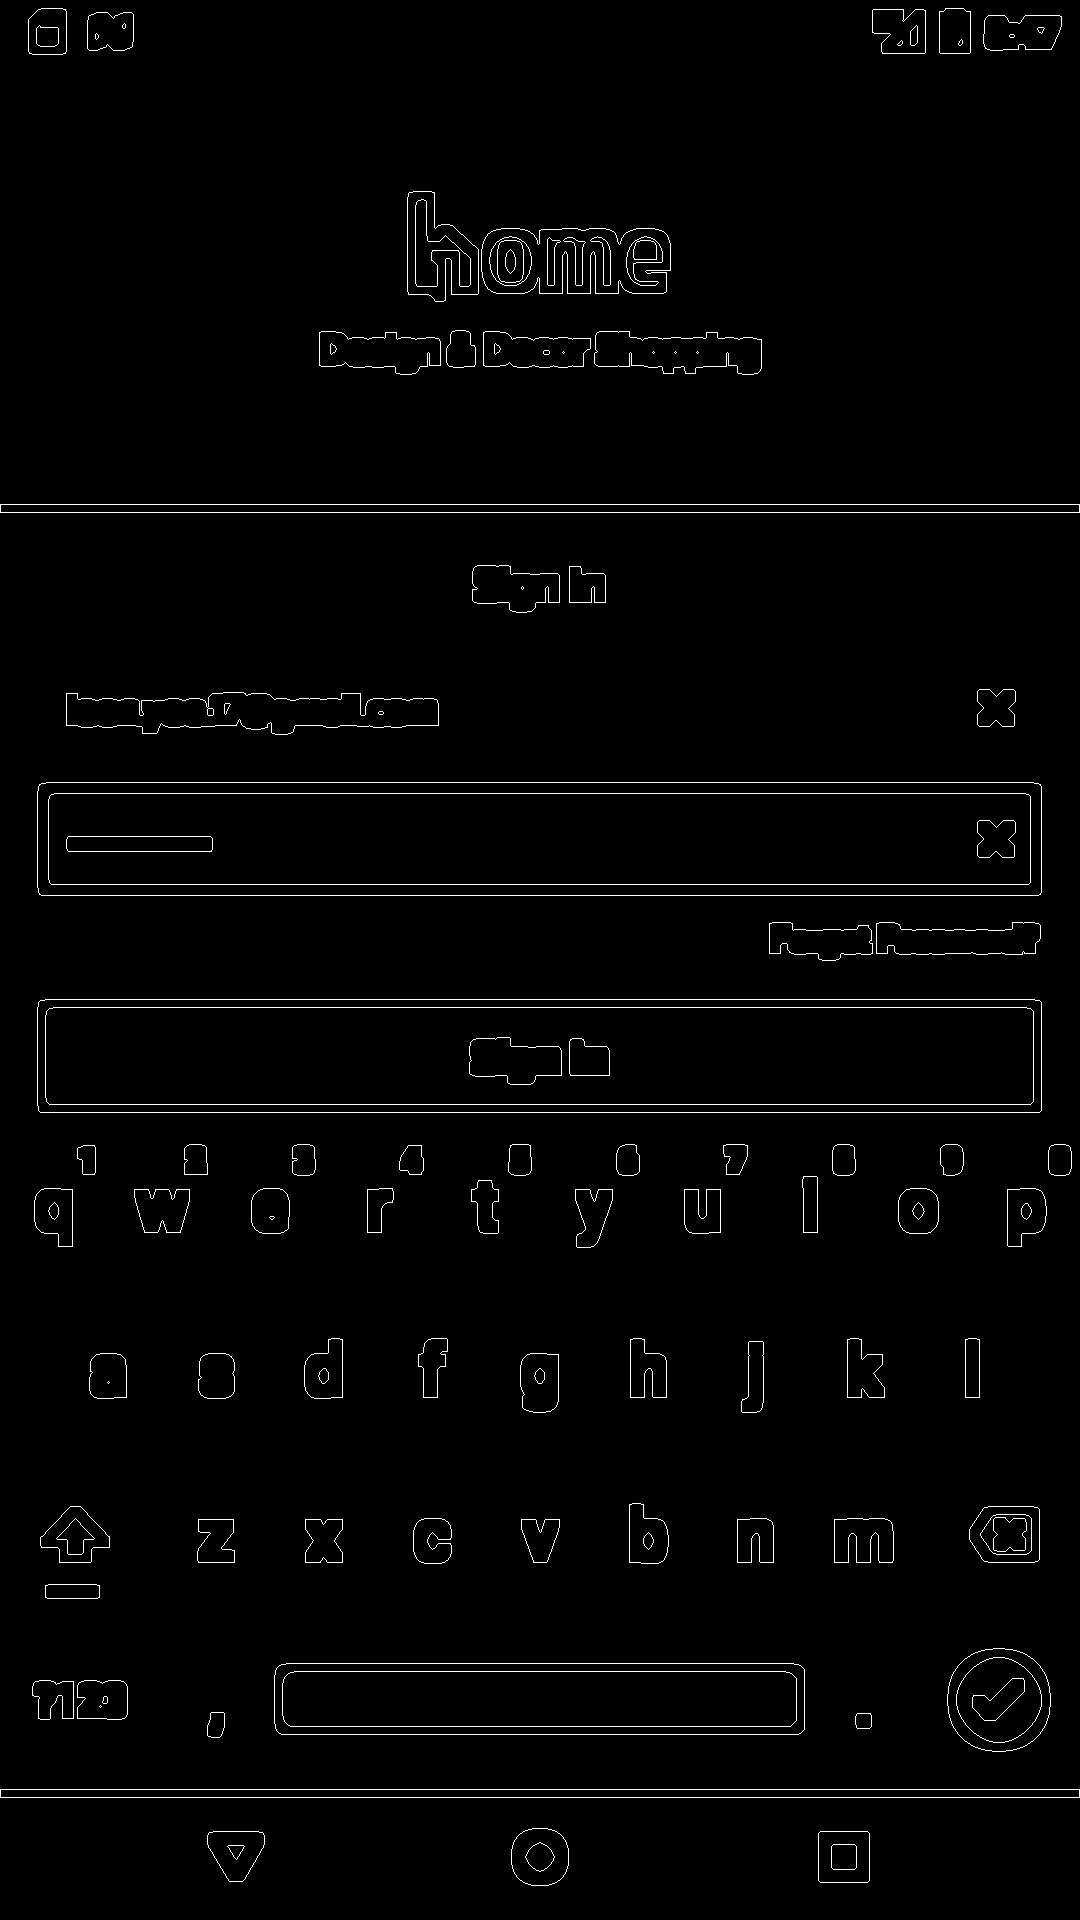 home
Design & Decor Shopping
Sign in
Forgot Password?
Sign In
1 2 3 4 5 6 7 8 9 0
q w e r t y u i o p
a s d f g h j k l
z x c v b n m
?123 , .